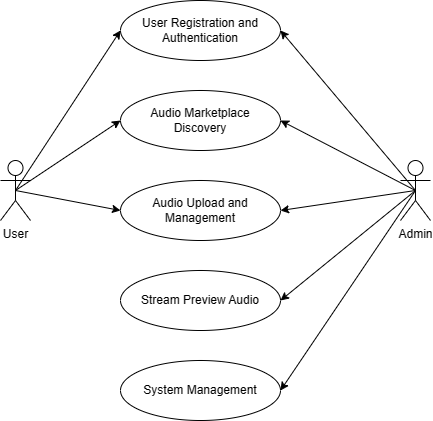 User Registration and
Authentication
Audio Marketplace
Discovery
Audio Upload and
Management
User
Admin
Stream Preview Audio
System Management